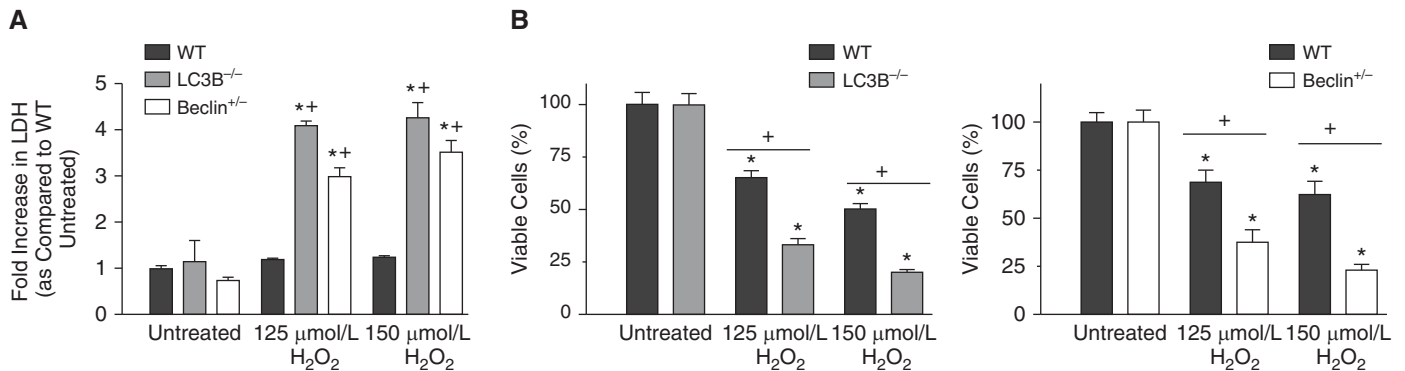 A
WT
LC3B⁻/⁻
Beclin⁺/⁻
Fold Increase in LDH
(as Compared to WT
Untreated)
5
4
3
2
1
0
*+
*+
*+
*+
Untreated
125 μmol/L
H₂O₂
150 μmol/L
H₂O₂
B
WT
LC3B⁻/⁻
Viable Cells (%)
100
75
50
25
0
+
*
*
+
*
*
Untreated
125 μmol/L
H₂O₂
150 μmol/L
H₂O₂
WT
Beclin⁺/⁻
Viable Cells (%)
100
75
50
25
0
+
*
*
+
*
*
Untreated
125 μmol/L
H₂O₂
150 μmol/L
H₂O₂